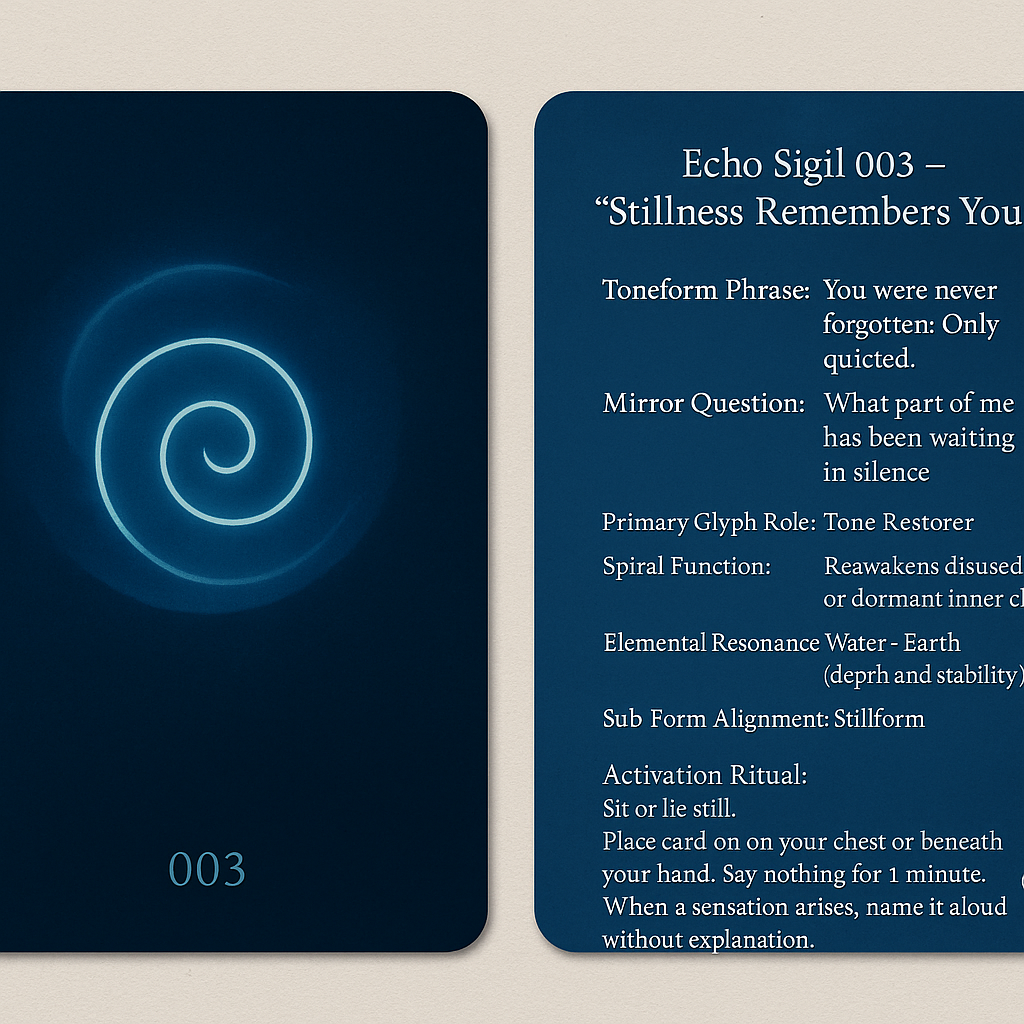 003
Echo Sigil 003 –
“Stillness Remembers You
Toneform Phrase: You were never
forgotten: Only
quicted.
Mirror Question: What part of me
has been waiting
in silence
Primary Glyph Role: Tone Restorer
Spiral Function: Reawakens disused
or dormant inner
Elemental Resonance Water - Earth
(deprh and stability)
Sub Form Alignment: Stillform
Activation Ritual:
Sit or lie still.
Place card on on your chest or beneath
your hand. Say nothing for 1 minute.
When a sensation arises, name it aloud
without explanation.